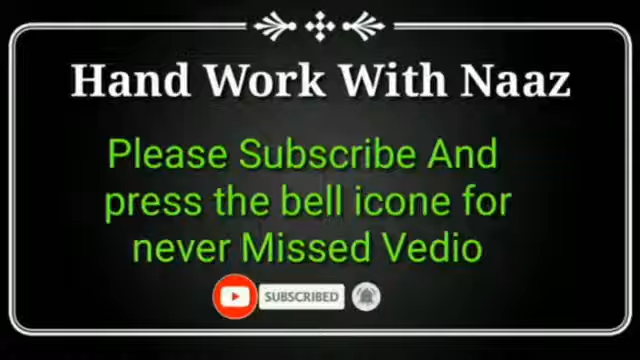 Hand Work With Naaz
Please Subscribe And
press the bell icone for
never Missed Vedio
SUBSCRIBED